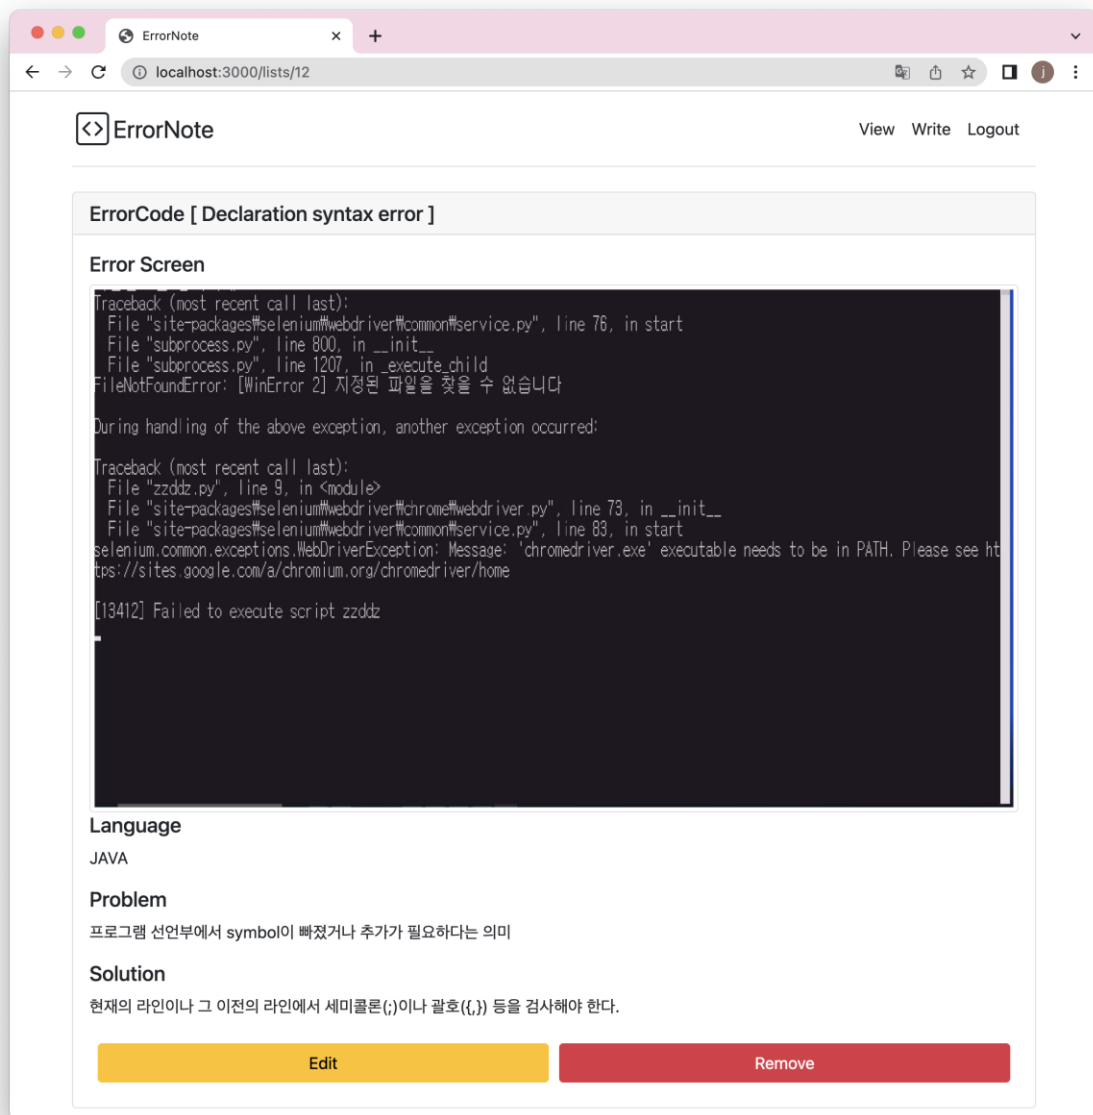 ErrorNote
localhost:3000/lists/12
j
ErrorNote
View Write Logout
ErrorCode [ Declaration syntax error ]
Error Screen
Traceback (most recent call last):
File "site-packages₩selenium₩webdriver₩common₩service.py", line 76, in start
File "subprocess.py", line 800, in __init__
File "subprocess.py", line 1207, in _execute_child
FileNotFoundError: [WinError 2] 지정된 파일을 찾을 수 없습니다
During handling of the above exception, another exception occurred:
Traceback (most recent call last):
File "zzddz.py", line 9, in <module>
File "site-packages₩selenium₩webdriver₩chrome₩webdriver.py", line 73, in __init__
File "site-packages₩selenium₩webdriver₩common₩service.py", line 83, in start
selenium.common.exceptions.WebDriverException: Message: 'chromedriver.exe' executable needs to be in PATH. Please see ht
tps://sites.google.com/a/chromium.org/chromedriver/home
[13412] Failed to execute script zzddz
Language
JAVA
Problem
프로그램 선언부에서 symbol이 빠졌거나 추가가 필요하다는 의미
Solution
현재의 라인이나 그 이전의 라인에서 세미콜론(;)이나 괄호({,}) 등을 검사해야 한다.
Edit
Remove